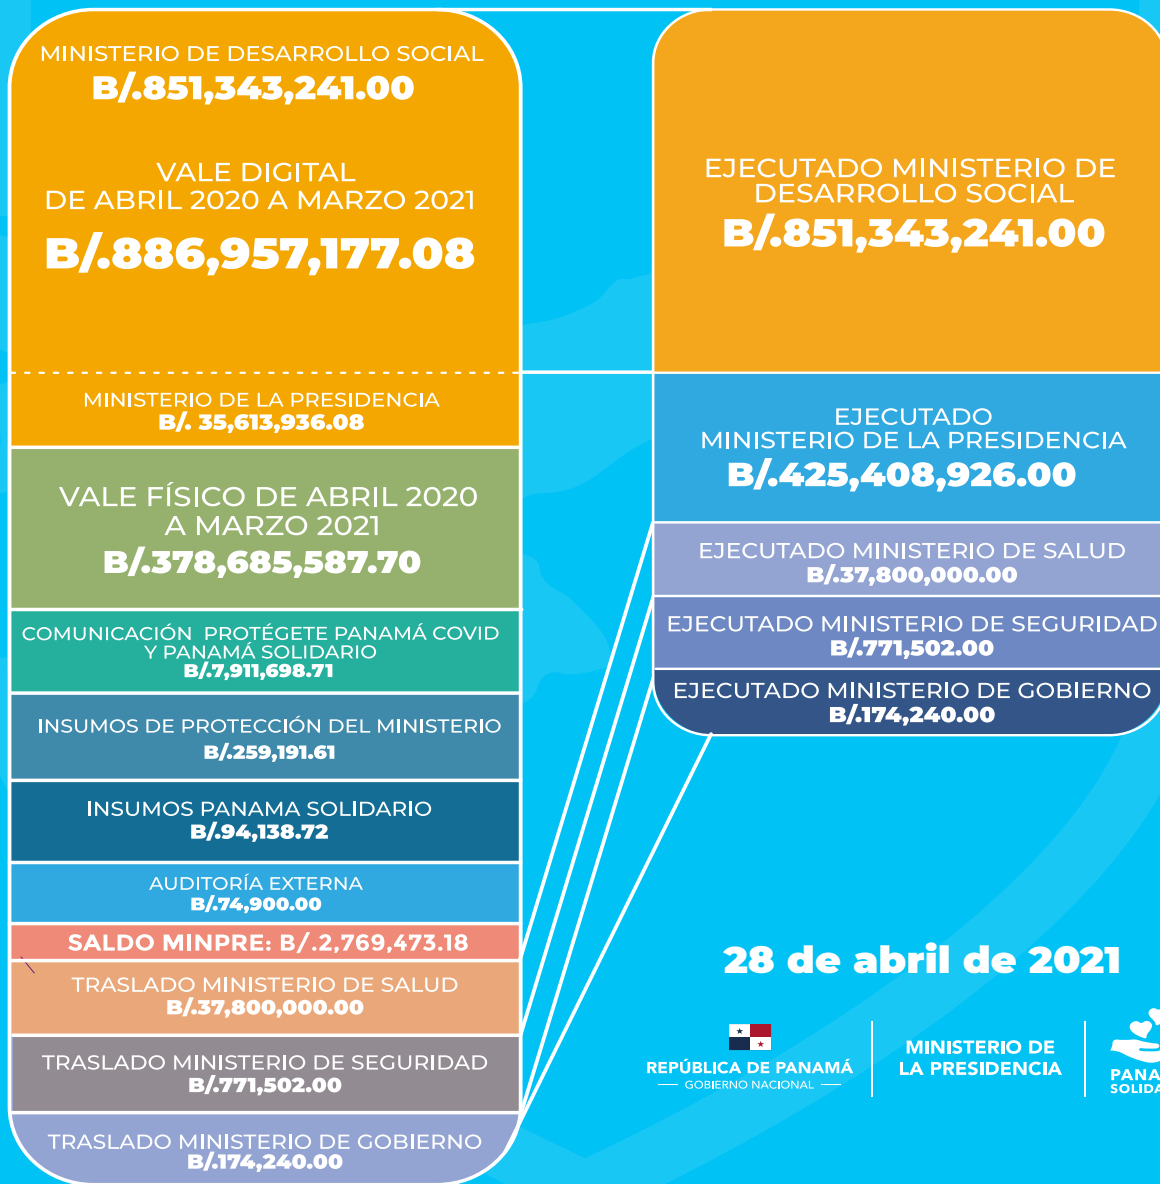 MINISTERIO DE DESARROLLO SOCIAL
B/.851,343,241.00
VALE DIGITAL
DE ABRIL 2020 A MARZO 2021
B/.886,957,177.08
MINISTERIO DE LA PRESIDENCIA
B/. 35,613,936.08
VALE FÍSICO DE ABRIL 2020
A MARZO 2021
B/.378,685,587.70
COMUNICACIÓN PROTÉGETE PANAMÁ COVID
Y PANAMÁ SOLIDARIO
B/.7,911,698.71
INSUMOS DE PROTECCIÓN DEL MINISTERIO
B/.259,191.61
INSUMOS PANAMA SOLIDARIO
B/.94,138.72
AUDITORÍA EXTERNA
B/.74,900.00
SALDO MINPRE: B/.2,769,473.18
TRASLADO MINISTERIO DE SALUD
B/.37,800,000.00
TRASLADO MINISTERIO DE SEGURIDAD
B/.771,502.00
TRASLADO MINISTERIO DE GOBIERNO
B/.174,240.00
EJECUTADO MINISTERIO DE
DESARROLLO SOCIAL
B/.851,343,241.00
EJECUTADO
MINISTERIO DE LA PRESIDENCIA
B/.425,408,926.00
EJECUTADO MINISTERIO DE SALUD
B/.37,800,000.00
EJECUTADO MINISTERIO DE SEGURIDAD
B/.771,502.00
EJECUTADO MINISTERIO DE GOBIERNO
B/.174,240.00
28 de abril de 2021
REPÚBLICA DE PANAMÁ
GOBIERNO NACIONAL
MINISTERIO DE
LA PRESIDENCIA
PANA
SOLIDA